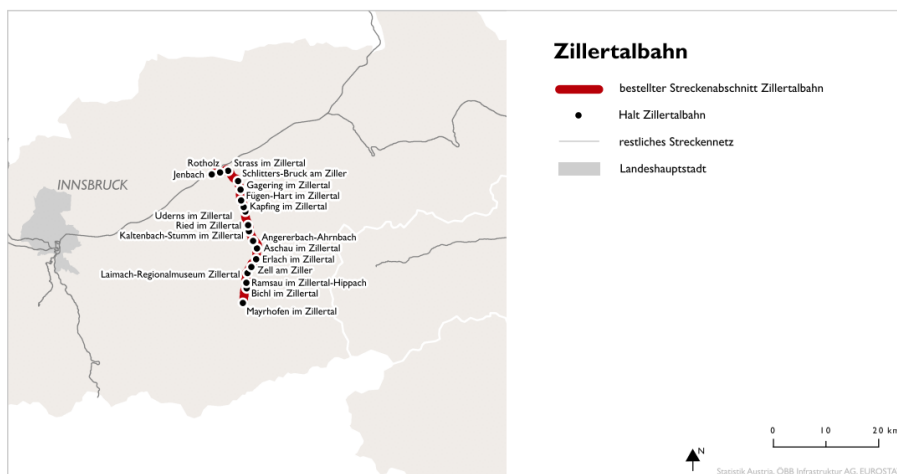 Zillertalbahn
bestellter Streckenabschnitt Zillertalbahn
Halt Zillertalbahn
restliches Streckennetz
Landeshauptstadt
INNSBRUCK
Rotholz
Strass im Zillertal
Jenbach
Schlitters-Bruck am Ziller
Gagering im Zillertal
Fügen-Hart im Zillertal
Kapfing im Zillertal
Uderns im Zillertal
Ried im Zillertal
Kaltenbach-Stumm im Zillertal
Angererbach-Ahrnbach
Aschau im Zillertal
Erlach im Zillertal
Zell am Ziller
Laimach-Regionalmuseum Zillertal
Ramsau im Zillertal-Hippach
Bichl im Zillertal
Mayrhofen im Zillertal
0 10 20 km
N
Statistik Austria, ÖBB Infrastruktur AG, EUROSTA